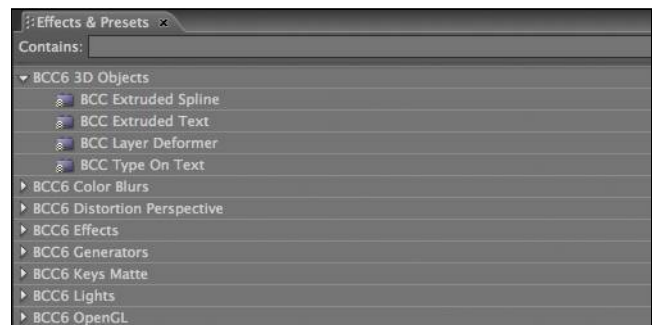 Effects & Presets
Contains:
BCC6 3D Objects
BCC Extruded Spline
BCC Extruded Text
BCC Layer Deformer
BCC Type On Text
BCC6 Color Blurs
BCC6 Distortion Perspective
BCC6 Effects
BCC6 Generators
BCC6 Keys Matte
BCC6 Lights
BCC6 OpenGL